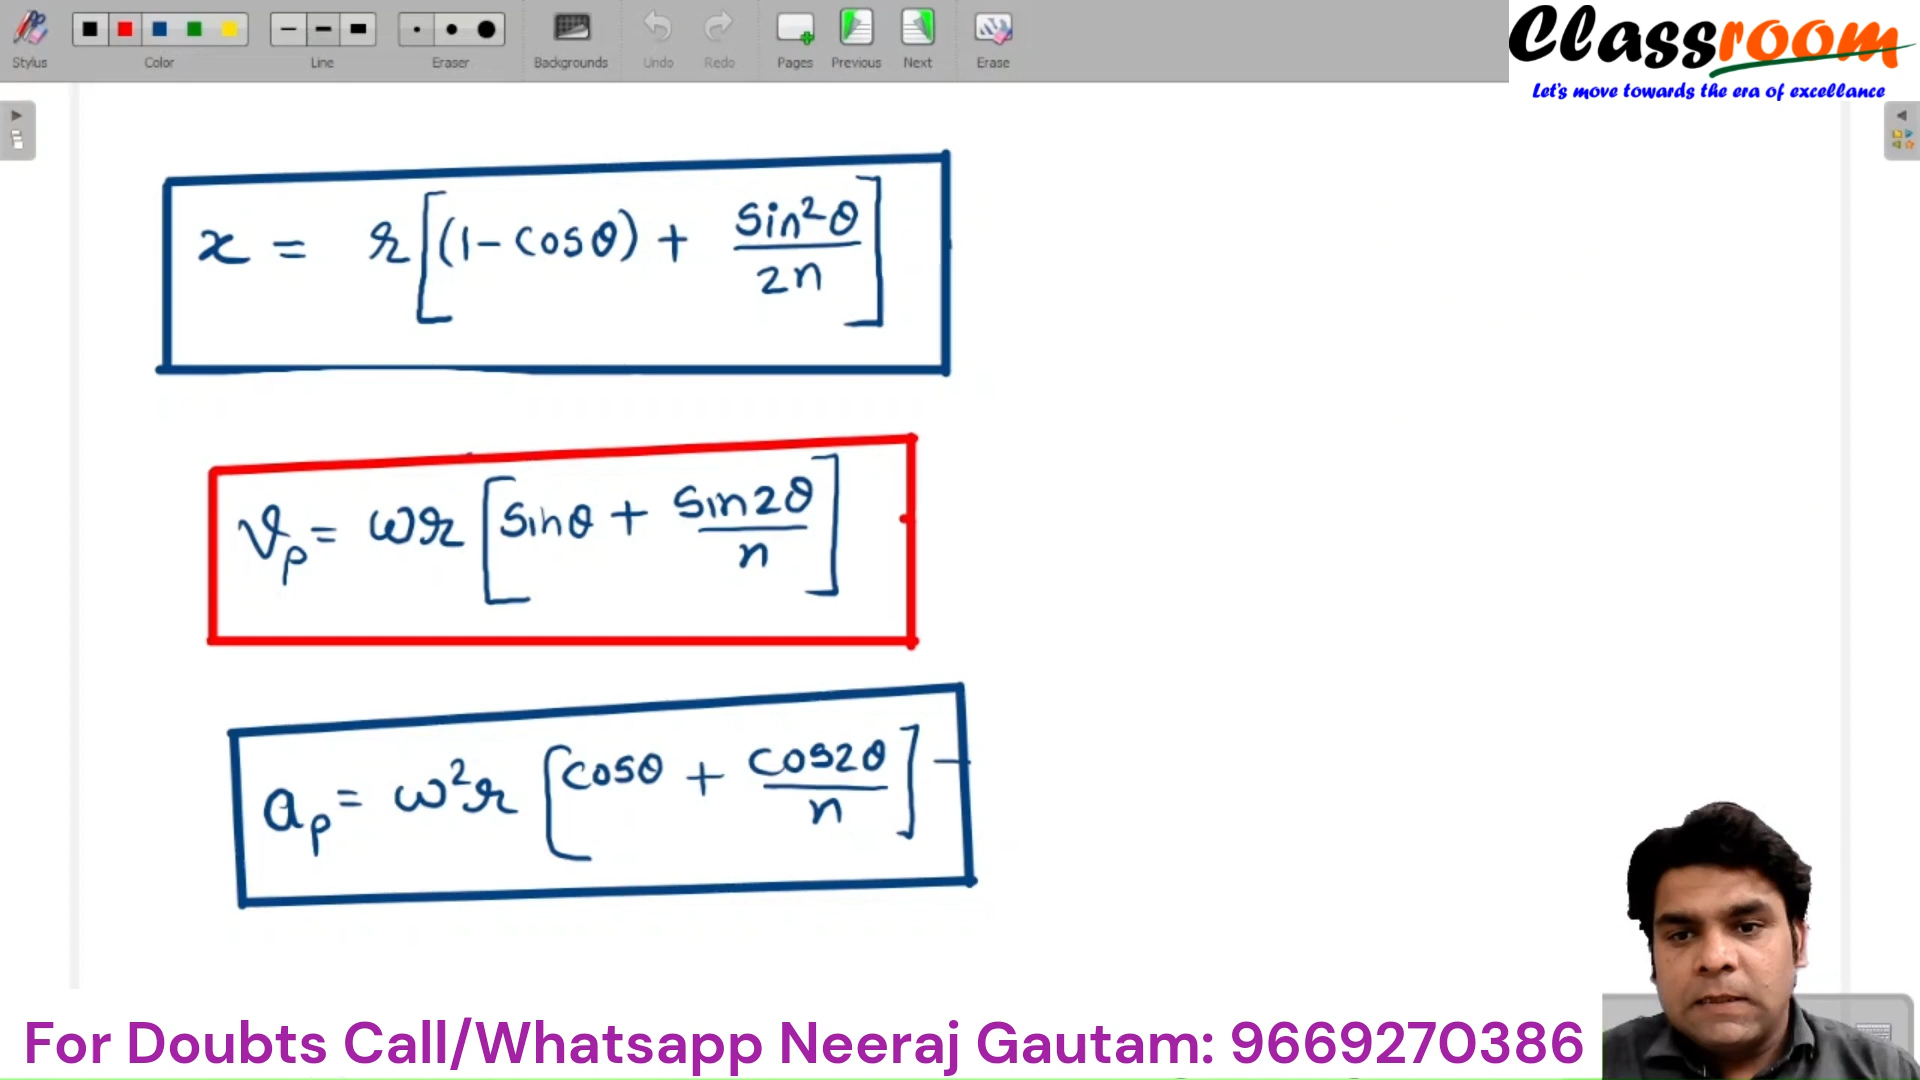 Stylus Color Line Eraser Backgrounds Undo Redo Pages Previous Next Erase
Classroom
Let's move towards the era of excellance
x = r[(1-cosθ) + sin²θ/2n]
vₚ = ωr [sinθ + sin2θ/n]
aₚ = ω²r [cosθ + cos2θ/n] -
For Doubts Call/Whatsapp Neeraj Gautam: 9669270386